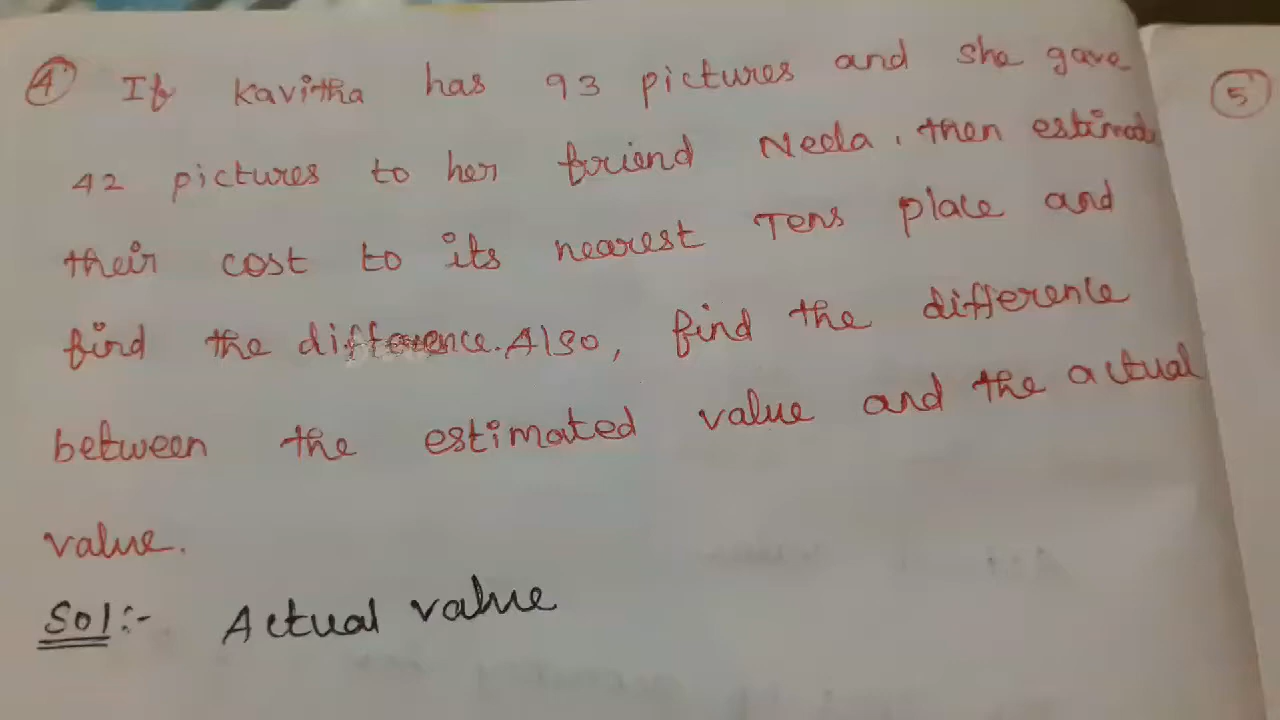 4 If Kavitha has 93 pictures and she gave
42 pictures to her friend Neela, then estimate
their cost to its nearest Tens place and
find the difference. Also, find the difference
between the estimated value and the actual
value.
Sol:- Actual value
5